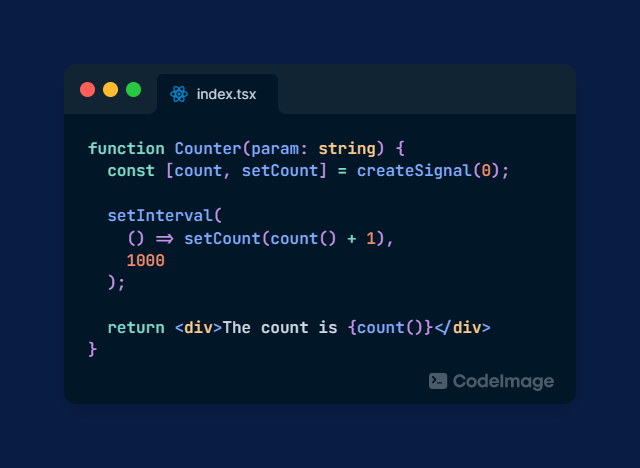 index.tsx
function Counter(param: string) {
  const [count, setCount] = createSignal(0);

  setInterval(
    () => setCount(count() + 1),
    1000
  );

  return <div>The count is {count()}</div>
}
CodeImage